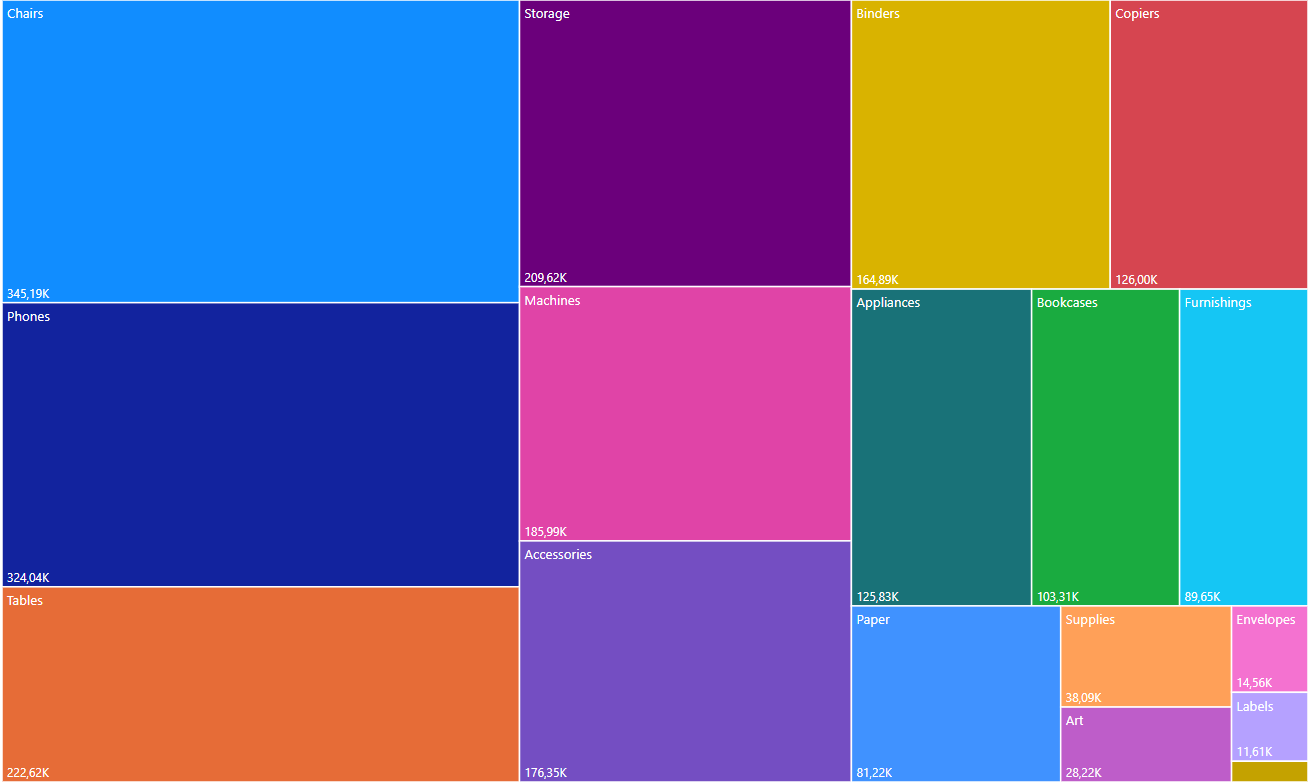 Chairs
345,19K
Phones
324,04K
Tables
222,62K
Storage
209,62K
Machines
185,99K
Accessories
176,35K
Binders
164,89K
Copiers
126,00K
Appliances
125,83K
Bookcases
103,31K
Furnishings
89,65K
Paper
81,22K
Supplies
38,09K
Art
28,22K
Envelopes
14,56K
Labels
11,61K